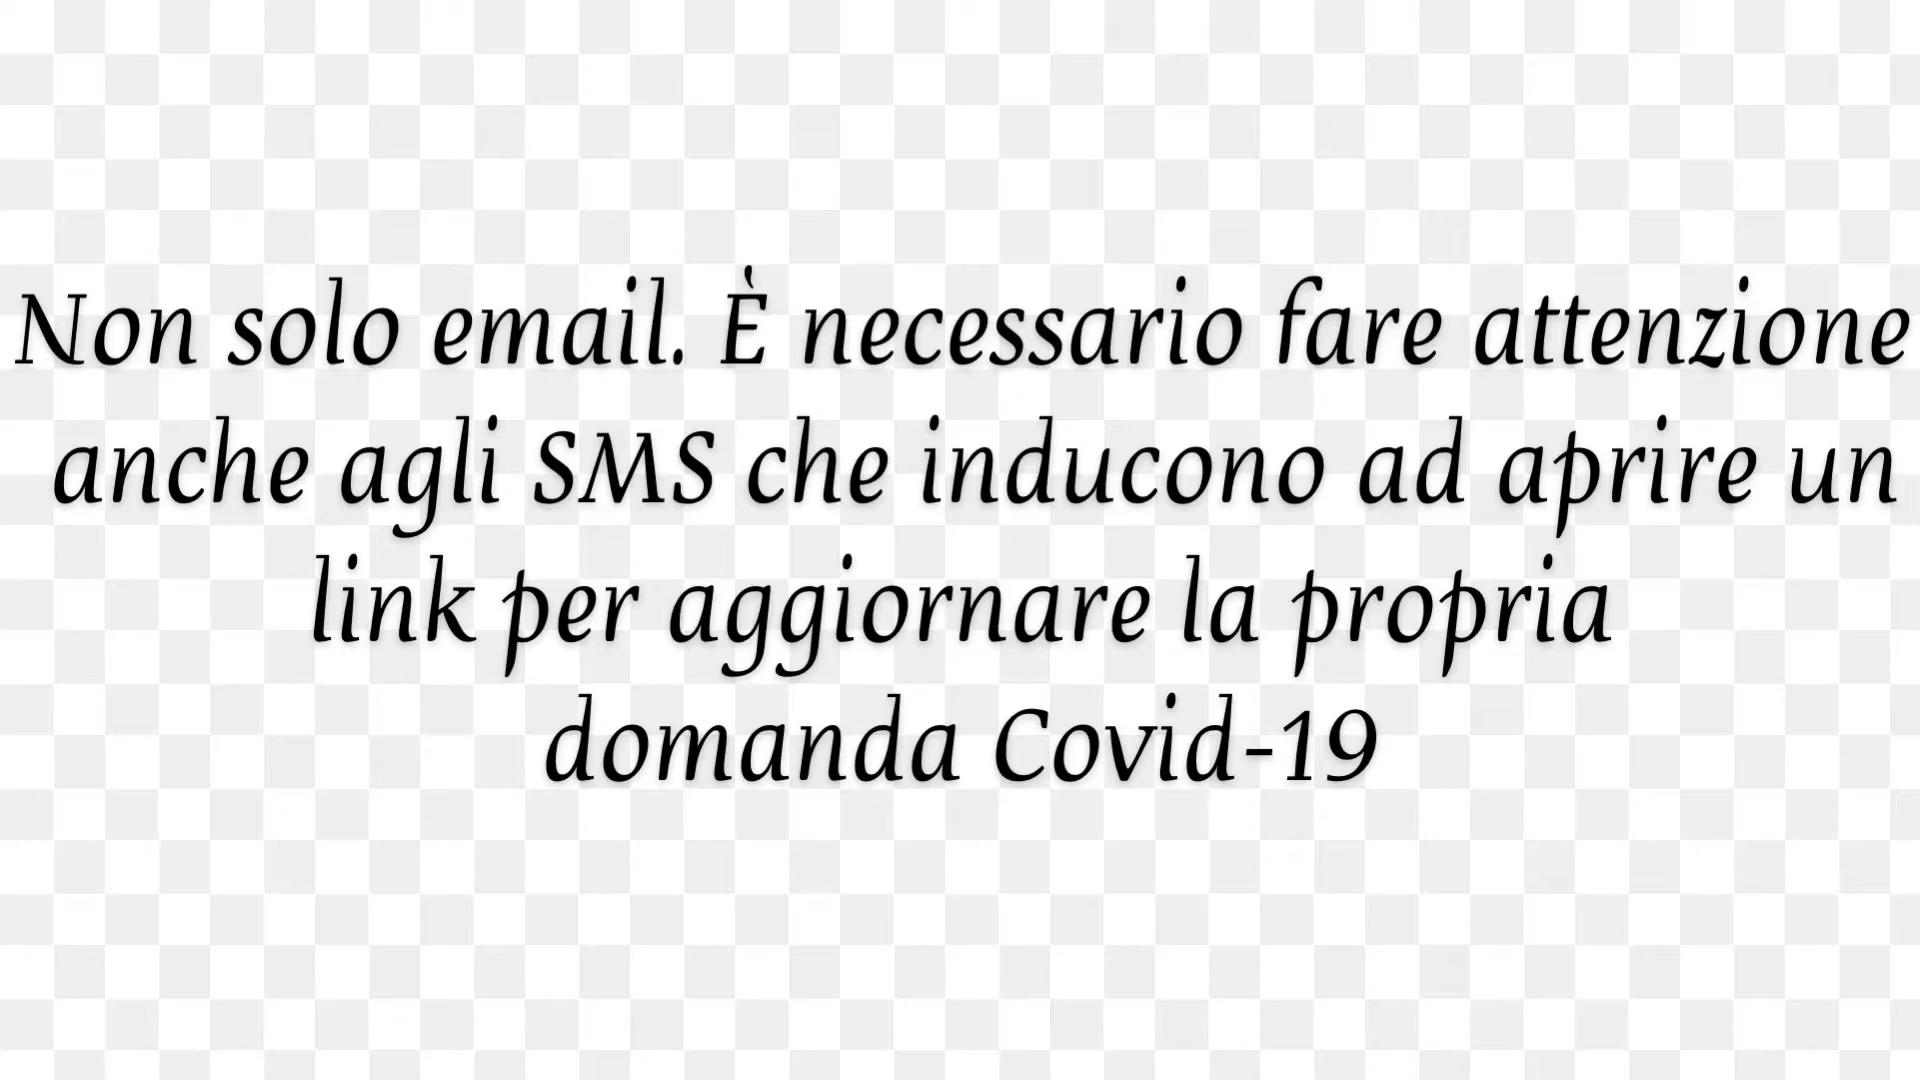 Non solo email. È necessario fare attenzione
anche agli SMS che inducono ad aprire un
link per aggiornare la propria
domanda Covid-19